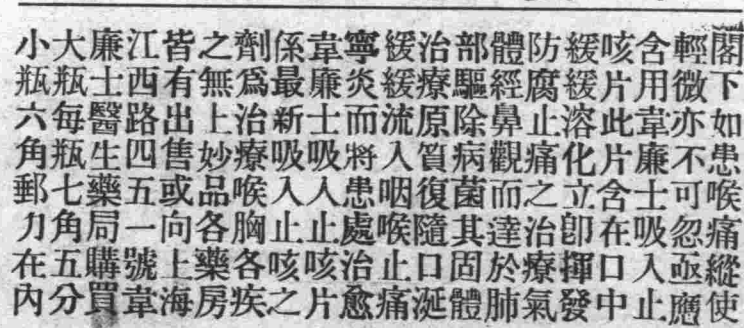 閣下如患喉痛縱使
輕微亦不可忽亟應
含用韋廉士吸入止
咳片此片含在口中
緩緩溶化立卽揮發
防腐止痛之治療氣
體經鼻觀而達於肺
部驅除病菌其固體
治療原質復隨口涎
緩緩流入咽喉止痛
寧炎而將患處治愈
韋廉士吸人止咳片
係最新吸入止咳之
劑爲治療喉胸各疾
之無上妙品各藥房
皆有出售或向上海
江西路四五一號韋
廉士醫生藥局購買
大瓶每瓶七角五分
小瓶六角郵力在內